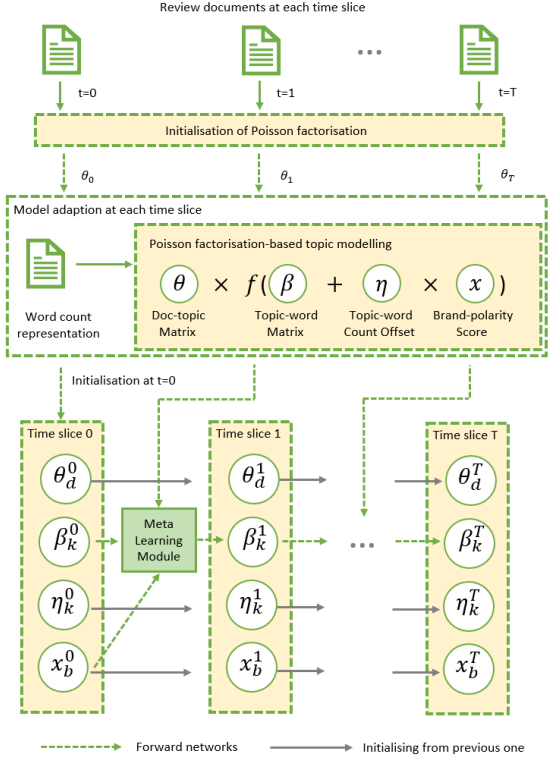 Review documents at each time slice
...
t=0
t=1
t=T
Initialisation of Poisson factorisation
θ_0
θ_1
θ_T
Model adaption at each time slice
Poisson factorisation-based topic modelling
θ × f ( β + η × x )
Doc-topic Matrix
Topic-word Matrix
Topic-word Count Offset
Brand-polarity Score
Word count representation
Initialisation at t=0
Time slice 0
Time slice 1
Time slice T
θ_d^0
θ_d^1
θ_d^T
β_k^0
Meta Learning Module
β_k^1
...
β_k^T
η_k^0
η_k^1
η_k^T
x_b^0
x_b^1
x_b^T
Forward networks
Initialising from previous one